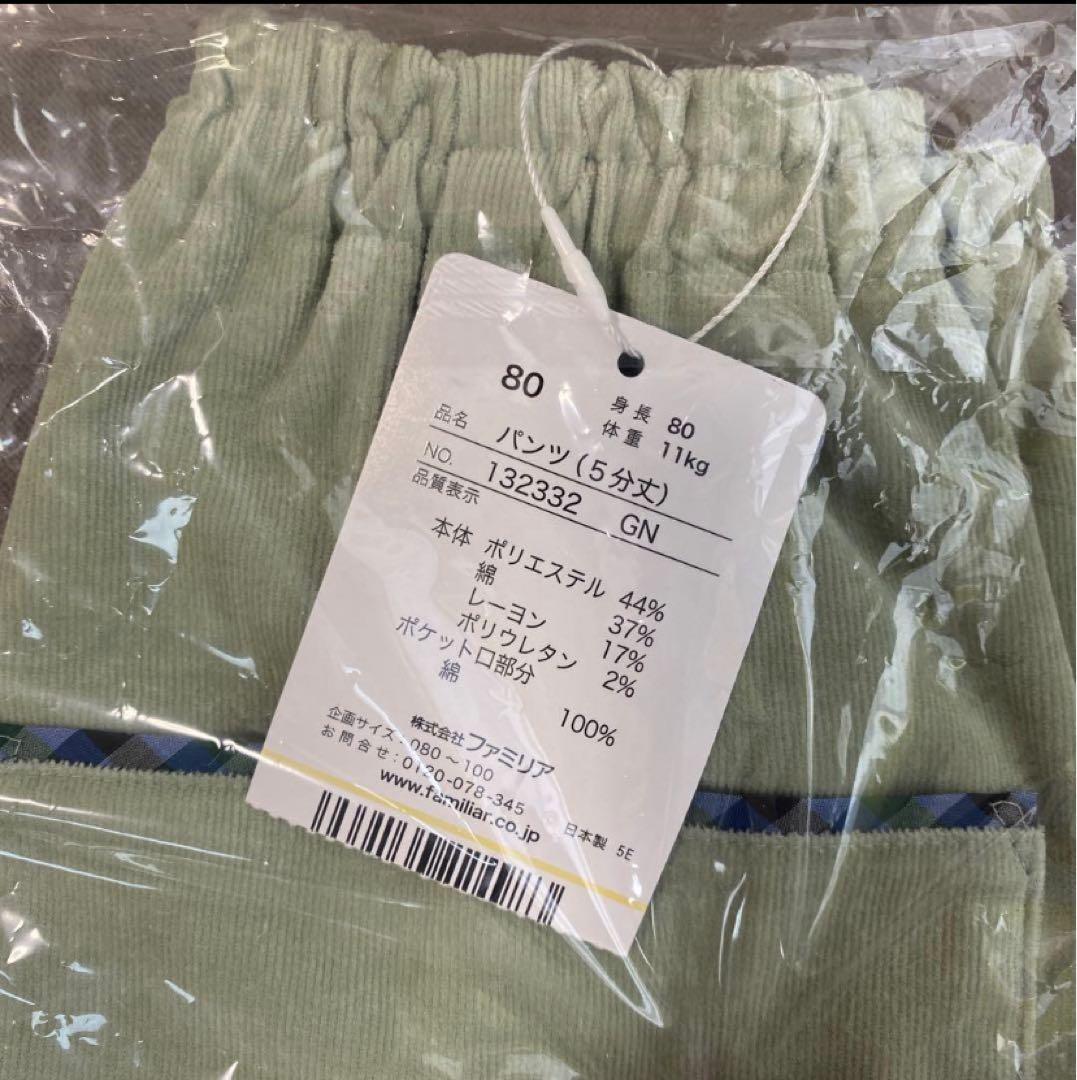 80
身長 80
体重 11kg
品名 パンツ(5分丈)
NO. 132332 GN
品質表示
本体 ポリエステル 44%
綿 37%
レーヨン 17%
ポリウレタン 2%
ポケット口部分
綿 100%
株式会社ファミリア
企画サイズ:080〜100
お問合せ:0120-078-345
www.familiar.co.jp
日本製 5E